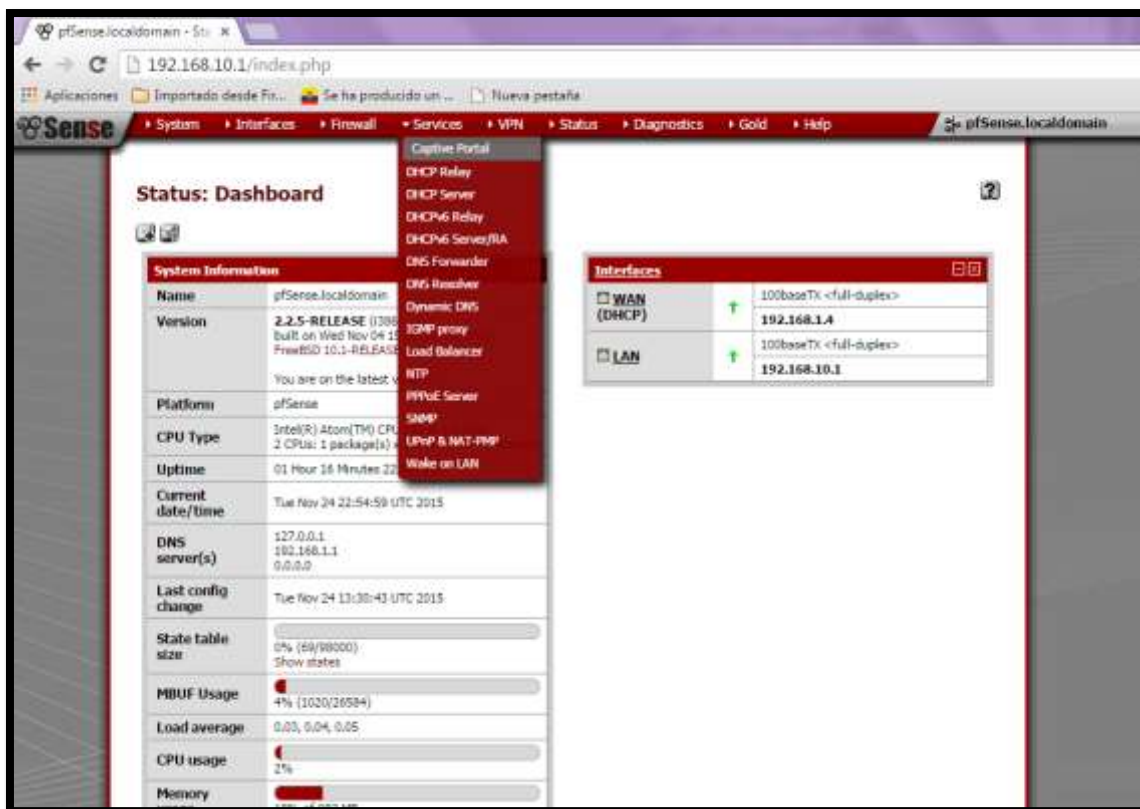 pfSense.localdomain - Sta
192.168.10.1/index.php
Aplicaciones Importado desde Fir... Se ha producido un ... Nueva pestaña
Sense System Interfaces Firewall Services VPN Status Diagnostics Gold Help pfSense.localdomain
Captive Portal
DHCP Relay
DHCP Server
DHCPv6 Relay
DHCPv6 Server/RA
DNS Forwarder
DNS Resolver
Dynamic DNS
IGMP proxy
Load Balancer
NTP
PPPoE Server
SNMP
UPnP & NAT-PMP
Wake on LAN
Status: Dashboard
System Information
Name pfSense.localdomain
Version 2.2.5-RELEASE (i386
built on Wed Nov 04 15
FreeBSD 10.1-RELEASE
You are on the latest v
Platform pfSense
CPU Type Intel(R) Atom(TM) CPU
2 CPUs: 1 package(s) x
Uptime 01 Hour 16 Minutes 22
Current date/time Tue Nov 24 22:54:59 UTC 2015
DNS server(s) 127.0.0.1
192.168.1.1
0.0.0.0
Last config change Tue Nov 24 13:38:43 UTC 2015
State table size 0% (69/98000)
Show states
MBUF Usage 4% (1020/26584)
Load average 0.03, 0.04, 0.05
CPU usage 2%
Memory
Interfaces
WAN (DHCP) 100baseTX <full-duplex>
192.168.1.4
LAN 100baseTX <full-duplex>
192.168.10.1